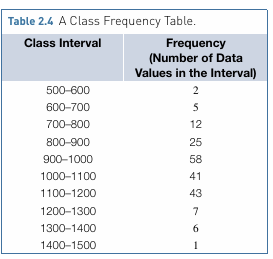 Table 2.4 A Class Frequency Table.
Class Interval Frequency
(Number of Data
Values in the Interval)
500–600 2
600–700 5
700–800 12
800–900 25
900–1000 58
1000–1100 41
1100–1200 43
1200–1300 7
1300–1400 6
1400–1500 1